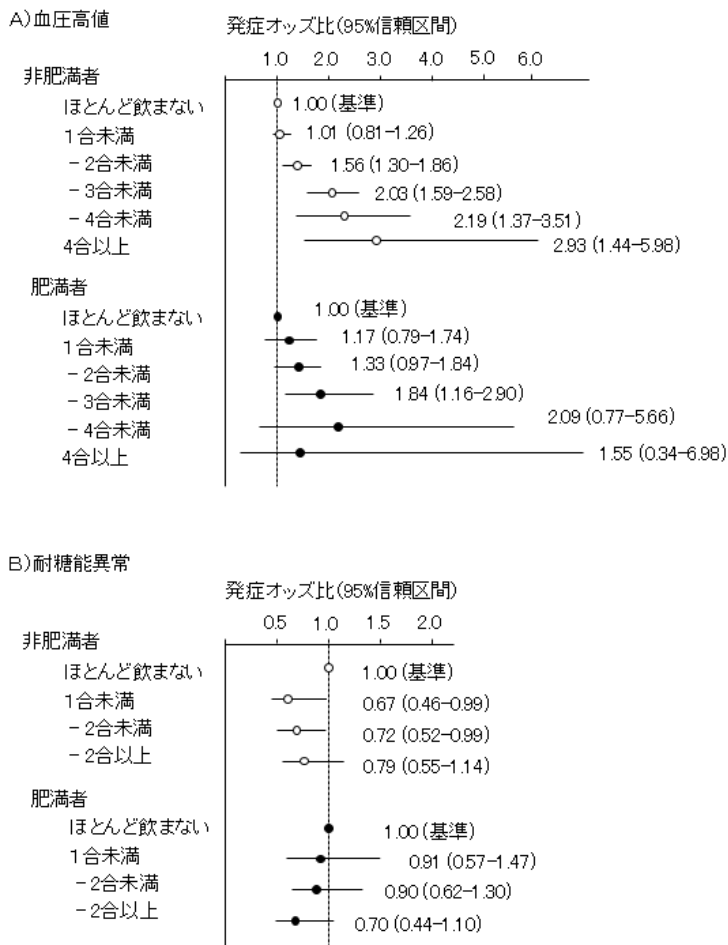 A)血圧高値
発症オッズ比(95%信頼区間)
1.0 2.0 3.0 4.0 5.0 6.0
非肥満者
ほとんど飲まない 1.00(基準)
1合未満 1.01 (0.81-1.26)
-2合未満 1.56 (1.30-1.86)
-3合未満 2.03 (1.59-2.58)
-4合未満 2.19 (1.37-3.51)
4合以上 2.93 (1.44-5.98)
肥満者
ほとんど飲まない 1.00(基準)
1合未満 1.17 (0.79-1.74)
-2合未満 1.33 (0.97-1.84)
-3合未満 1.84 (1.16-2.90)
-4合未満 2.09 (0.77-5.66)
4合以上 1.55 (0.34-6.98)
B)耐糖能異常
発症オッズ比(95%信頼区間)
0.5 1.0 1.5 2.0
非肥満者
ほとんど飲まない 1.00(基準)
1合未満 0.67 (0.46-0.99)
-2合未満 0.72 (0.52-0.99)
-2合以上 0.79 (0.55-1.14)
肥満者
ほとんど飲まない 1.00(基準)
1合未満 0.91 (0.57-1.47)
-2合未満 0.90 (0.62-1.30)
-2合以上 0.70 (0.44-1.10)